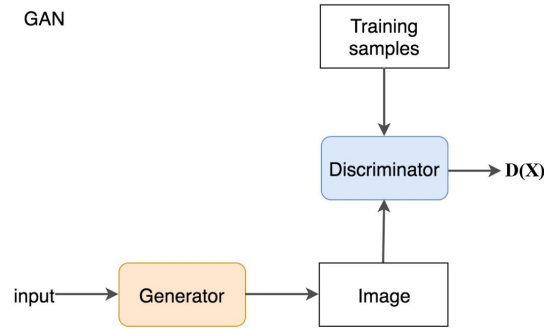 GAN
Training
samples
Discriminator
D(X)
input
Generator
Image